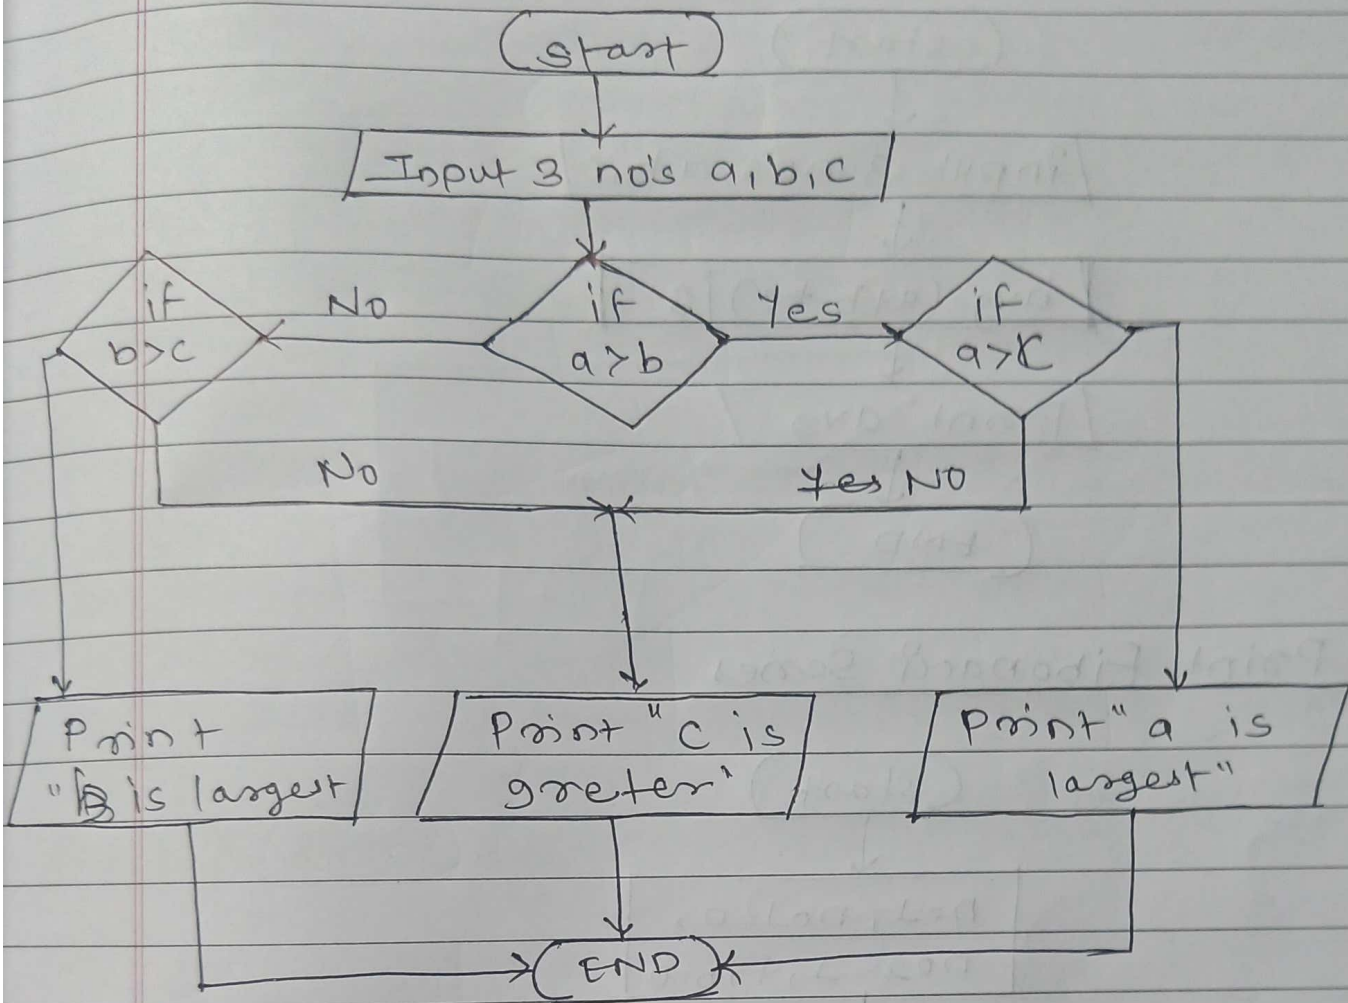 Start
Input 3 no's a,b,c
if
b>c
No
if
a>b
Yes
if
a>c
No
Yes NO
Print
"B is largest
Print "c is
greter"
Print "a is
largest"
END